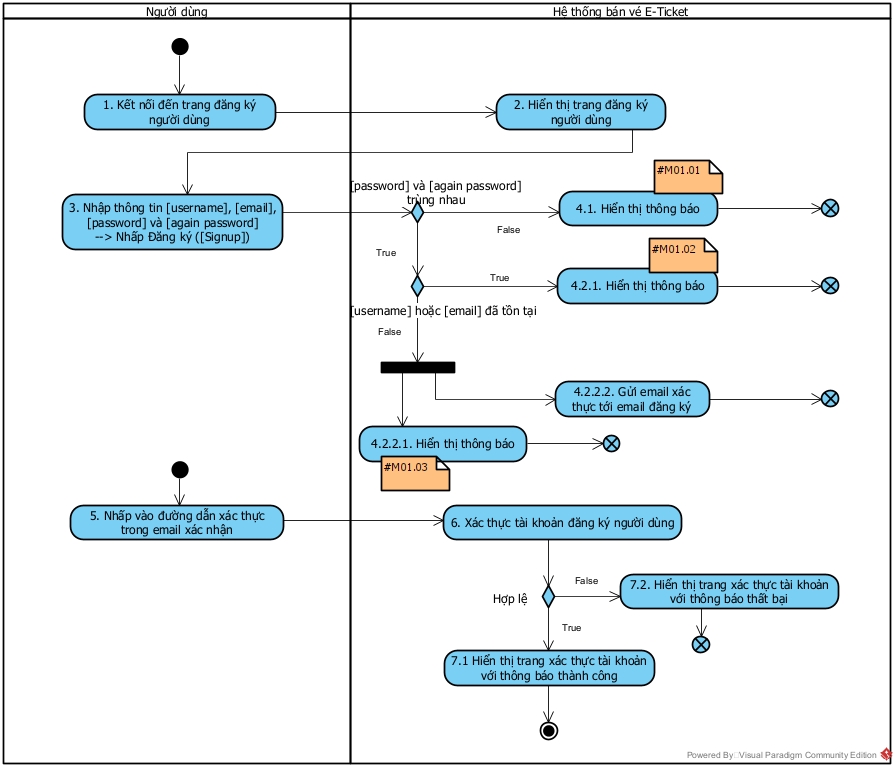 Người dùng
Hệ thống bán vé E-Ticket
1. Kết nối đến trang đăng ký
người dùng
2. Hiển thị trang đăng ký
người dùng
#M01.01
[password] và [again password]
trùng nhau
3. Nhập thông tin [username], [email],
[password] và [again password]
--> Nhấp Đăng ký ([Signup])
4.1. Hiển thị thông báo
False
True
#M01.02
True
4.2.1. Hiển thị thông báo
[username] hoặc [email] đã tồn tại
False
4.2.2.2. Gửi email xác
thực tới email đăng ký
4.2.2.1. Hiển thị thông báo
#M01.03
5. Nhấp vào đường dẫn xác thực
trong email xác nhận
6. Xác thực tài khoản đăng ký người dùng
False
Hợp lệ
7.2. Hiển thị trang xác thực tài khoản
với thông báo thất bại
True
7.1 Hiển thị trang xác thực tài khoản
với thông báo thành công
Powered By: Visual Paradigm Community Edition